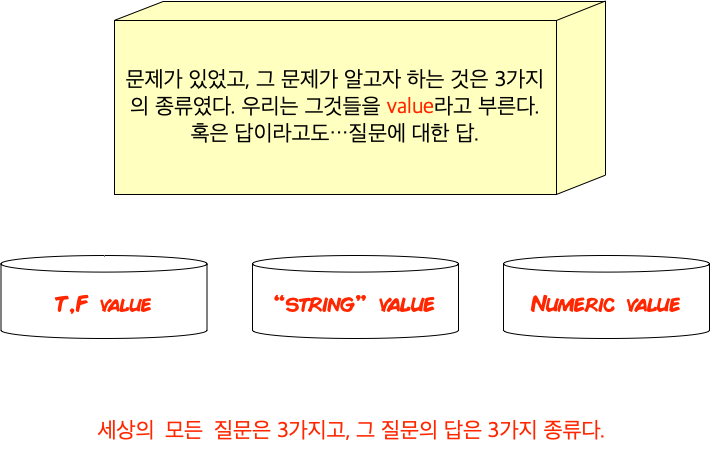 문제가 있었고, 그 문제가 알고자 하는 것은 3가지
의 종류였다. 우리는 그것들을 value라고 부른다.
혹은 답이라고도…질문에 대한 답.
T,F value
“string” value
Numeric value
세상의 모든 질문은 3가지고, 그 질문의 답은 3가지 종류다.